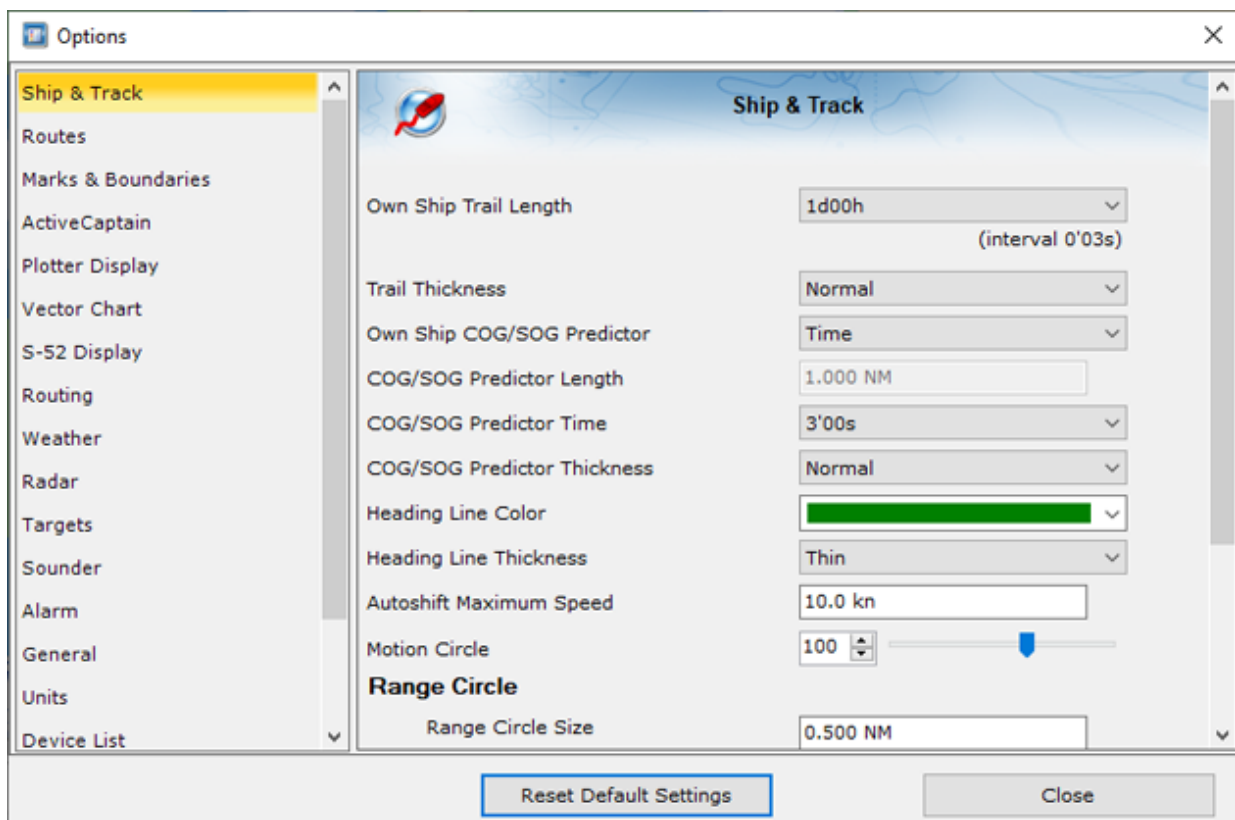 Options
Ship & Track
Routes
Marks & Boundaries
ActiveCaptain
Plotter Display
Vector Chart
S-52 Display
Routing
Weather
Radar
Targets
Sounder
Alarm
General
Units
Device List
Ship & Track
Own Ship Trail Length 1d00h
(interval 0'03s)
Trail Thickness Normal
Own Ship COG/SOG Predictor Time
COG/SOG Predictor Length 1.000 NM
COG/SOG Predictor Time 3'00s
COG/SOG Predictor Thickness Normal
Heading Line Color
Heading Line Thickness Thin
Autoshift Maximum Speed 10.0 kn
Motion Circle 100
Range Circle
Range Circle Size 0.500 NM
Reset Default Settings Close